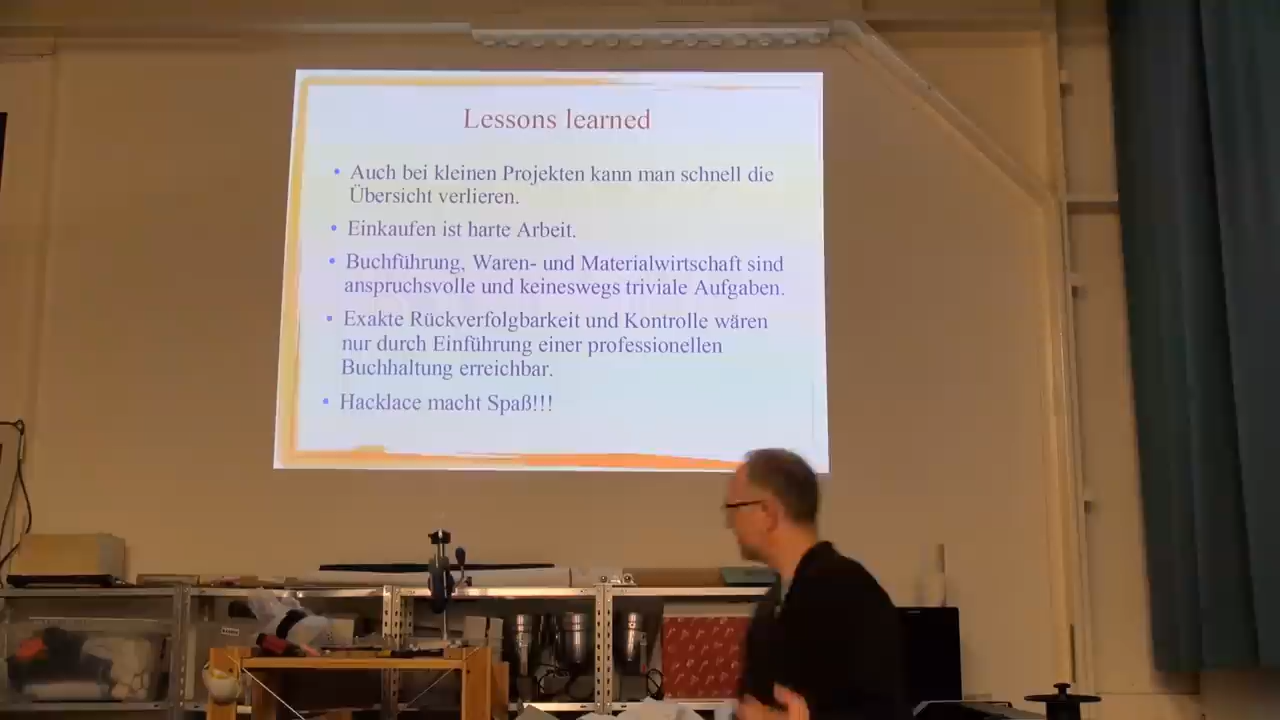 Lessons learned
• Auch bei kleinen Projekten kann man schnell die
Übersicht verlieren.
• Einkaufen ist harte Arbeit.
• Buchführung, Waren- und Materialwirtschaft sind
anspruchsvolle und keineswegs triviale Aufgaben.
• Exakte Rückverfolgbarkeit und Kontrolle wären
nur durch Einführung einer professionellen
Buchhaltung erreichbar.
• Hacklace macht Spaß!!!